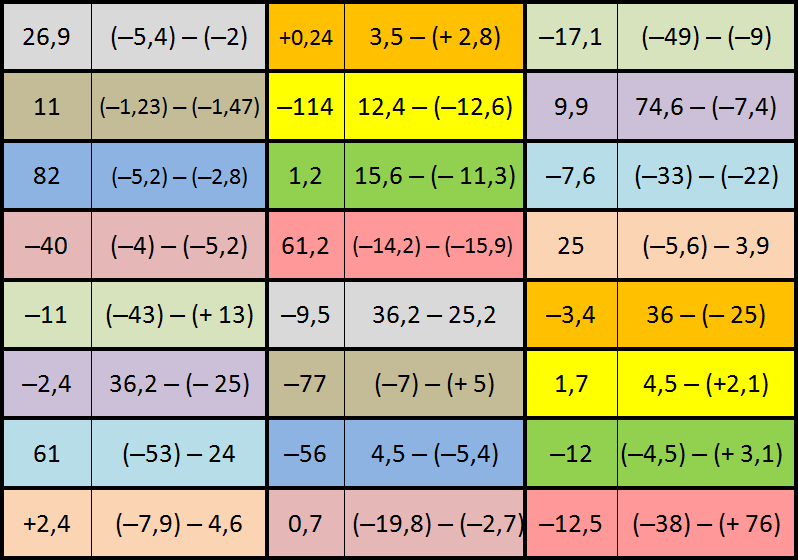 26,9 (–5,4) – (–2) +0,24 3,5 – (+ 2,8) –17,1 (–49) – (–9)
11 (–1,23) – (–1,47) –114 12,4 – (–12,6) 9,9 74,6 – (–7,4)
82 (–5,2) – (–2,8) 1,2 15,6 – (– 11,3) –7,6 (–33) – (–22)
–40 (–4) – (–5,2) 61,2 (–14,2) – (–15,9) 25 (–5,6) – 3,9
–11 (–43) – (+ 13) –9,5 36,2 – 25,2 –3,4 36 – (– 25)
–2,4 36,2 – (– 25) –77 (–7) – (+ 5) 1,7 4,5 – (+2,1)
61 (–53) – 24 –56 4,5 – (–5,4) –12 (–4,5) – (+ 3,1)
+2,4 (–7,9) – 4,6 0,7 (–19,8) – (–2,7) –12,5 (–38) – (+ 76)